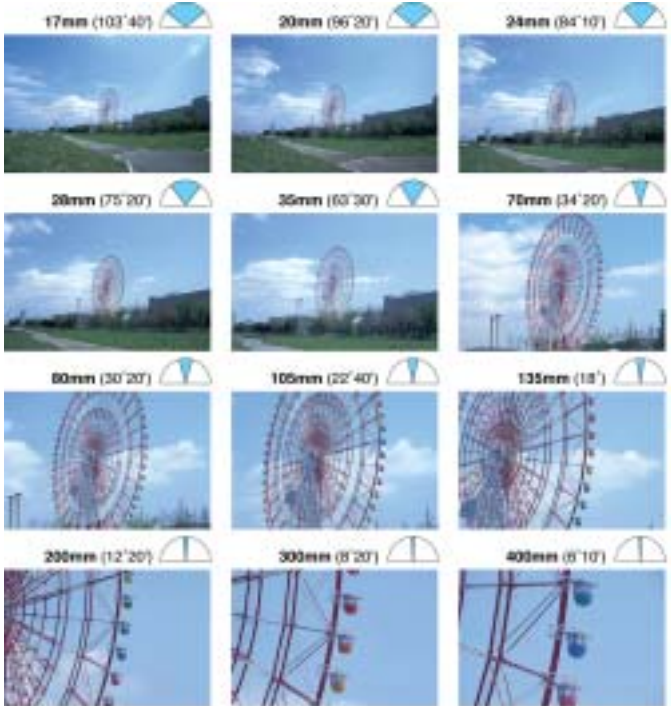 17mm (103°40')
20mm (96°20')
24mm (84°10')
28mm (75°20')
35mm (63°30')
70mm (34°20')
80mm (30°20')
105mm (22°40')
135mm (18°)
200mm (12°20')
300mm (8°20')
400mm (6°10')